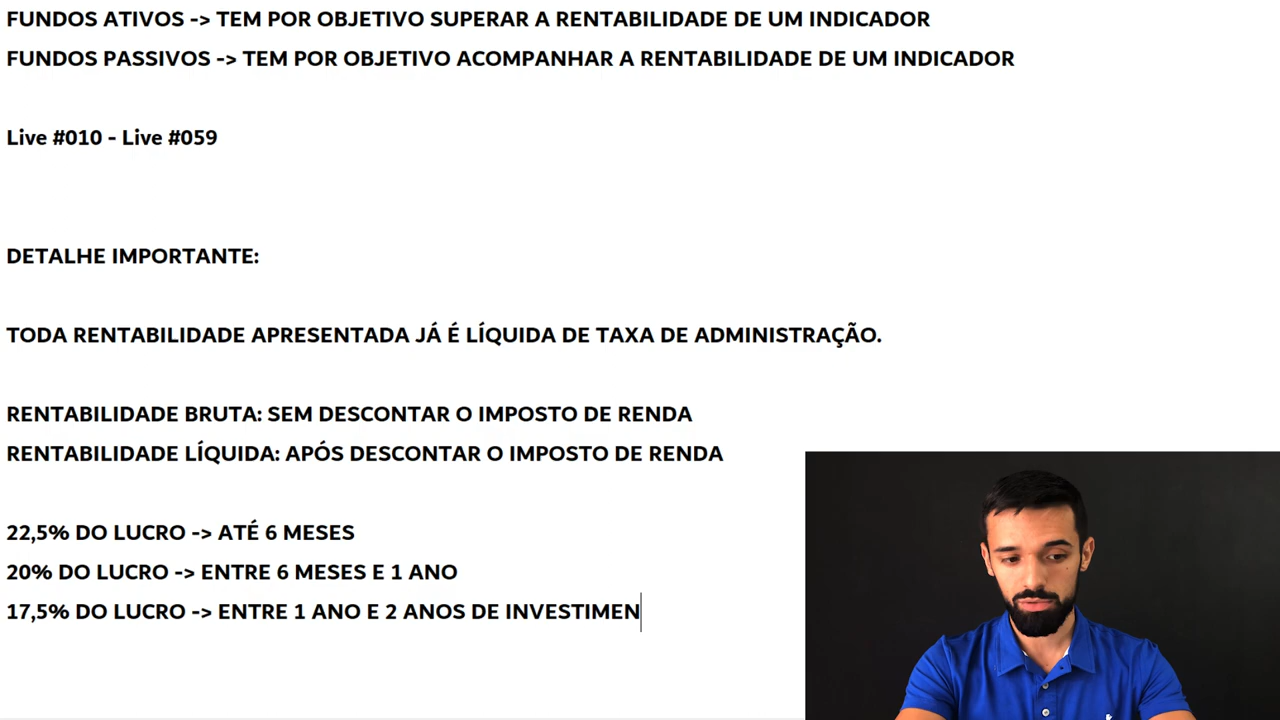 FUNDOS ATIVOS -> TEM POR OBJETIVO SUPERAR A RENTABILIDADE DE UM INDICADOR
FUNDOS PASSIVOS -> TEM POR OBJETIVO ACOMPANHAR A RENTABILIDADE DE UM INDICADOR
Live #010 - Live #059
DETALHE IMPORTANTE:
TODA RENTABILIDADE APRESENTADA JÁ É LÍQUIDA DE TAXA DE ADMINISTRAÇÃO.
RENTABILIDADE BRUTA: SEM DESCONTAR O IMPOSTO DE RENDA
RENTABILIDADE LÍQUIDA: APÓS DESCONTAR O IMPOSTO DE RENDA
22,5% DO LUCRO -> ATÉ 6 MESES
20% DO LUCRO -> ENTRE 6 MESES E 1 ANO
17,5% DO LUCRO -> ENTRE 1 ANO E 2 ANOS DE INVESTIMEN